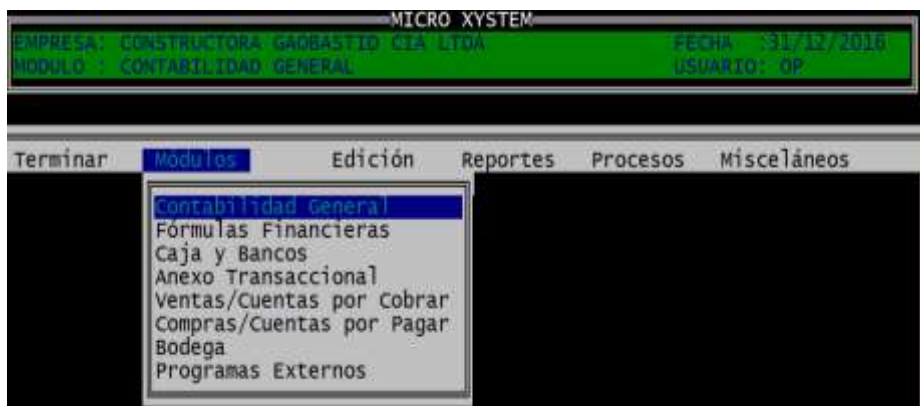 MICRO XYSTEM
EMPRESA: CONSTRUCTORA GAOBASTID CIA LTDA FECHA :31/12/2016
MODULO : CONTABILIDAD GENERAL USUARIO: OP
Terminar Módulos Edición Reportes Procesos Misceláneos
Contabilidad General
Fórmulas Financieras
Caja y Bancos
Anexo Transaccional
Ventas/Cuentas por Cobrar
Compras/Cuentas por Pagar
Bodega
Programas Externos